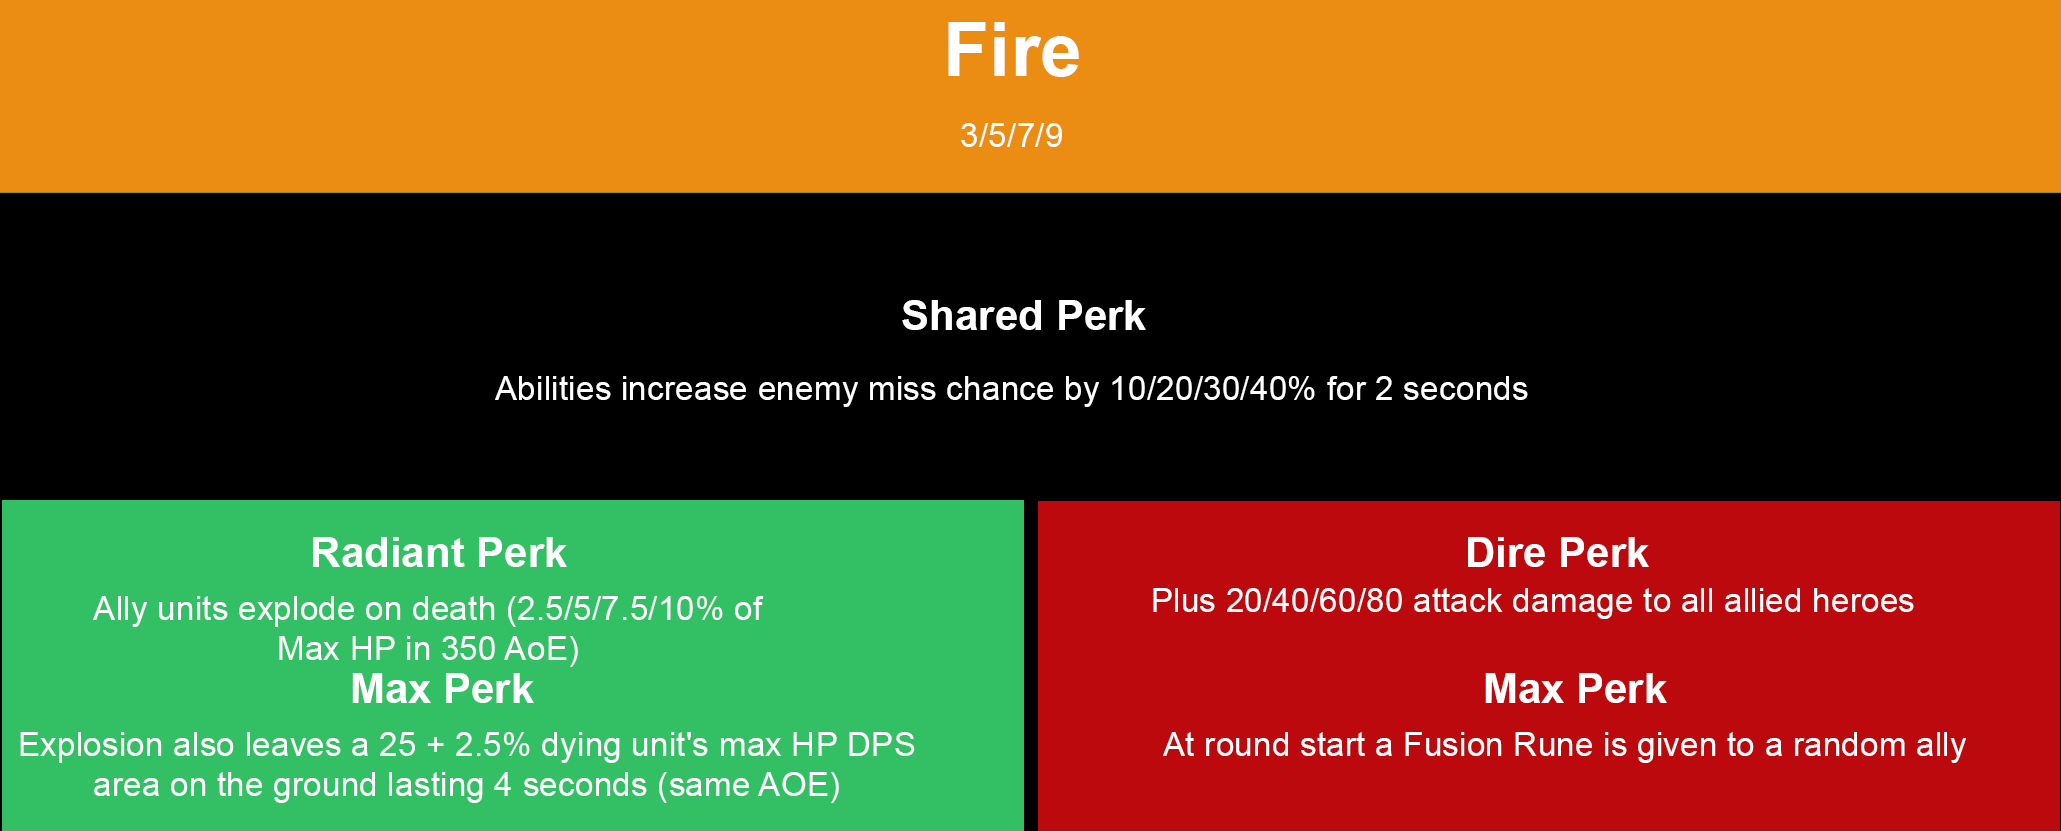 Fire
3/5/7/9
Shared Perk
Abilities increase enemy miss chance by 10/20/30/40% for 2 seconds
Radiant Perk
Ally units explode on death (2.5/5/7.5/10% of
Max HP in 350 AoE)
Max Perk
Explosion also leaves a 25 + 2.5% dying unit's max HP DPS
area on the ground lasting 4 seconds (same AOE)
Dire Perk
Plus 20/40/60/80 attack damage to all allied heroes
Max Perk
At round start a Fusion Rune is given to a random ally